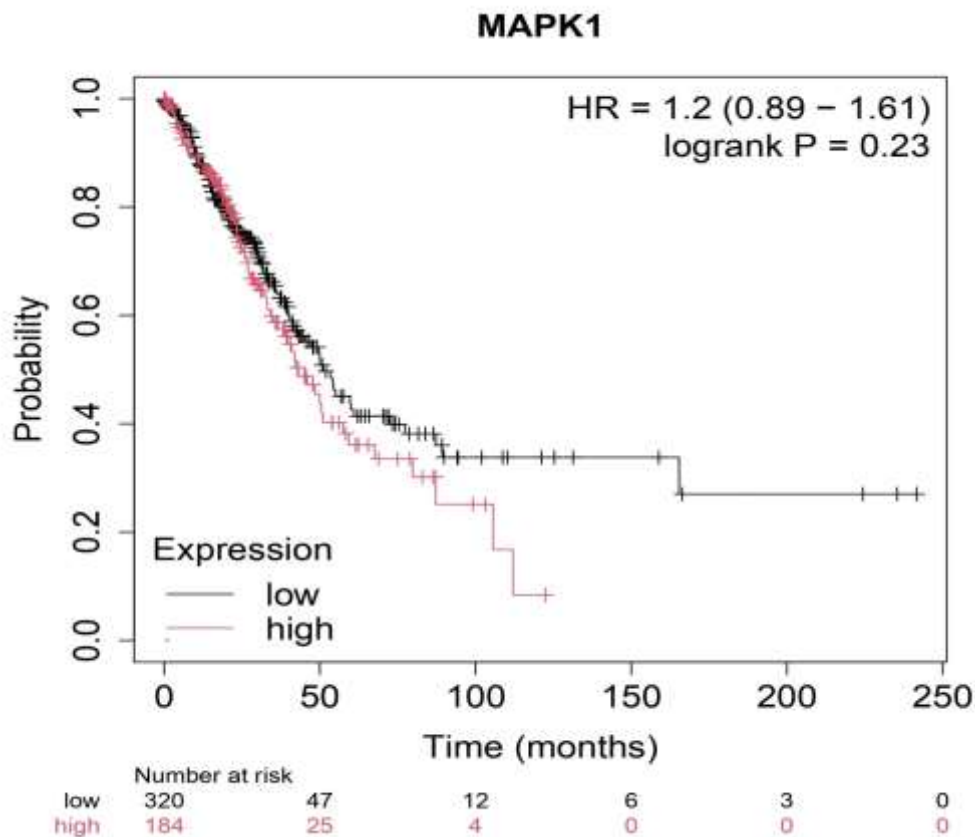 MAPK1
HR = 1.2 (0.89 − 1.61)
logrank P = 0.23
Probability
1.0
0.8
0.6
0.4
0.2
0.0
Expression
low
high
0 50 100 150 200 250
Time (months)
Number at risk
low 320 47 12 6 3 0
high 184 25 4 0 0 0